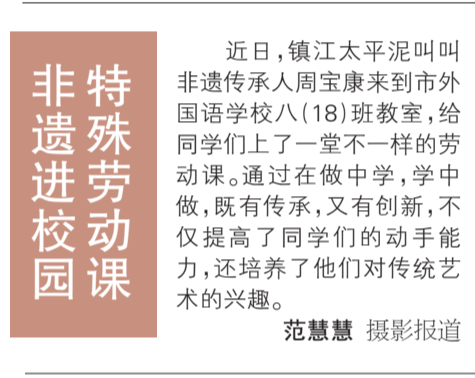 特殊劳动课
非遗进校园
近日，镇江太平泥叫叫
非遗传承人周宝康来到市外
国语学校八(18)班教室，给
同学们上了一堂不一样的劳
动课。通过在做中学，学中
做，既有传承，又有创新，不
仅提高了同学们的动手能
力，还培养了他们对传统艺
术的兴趣。
范慧慧 摄影报道